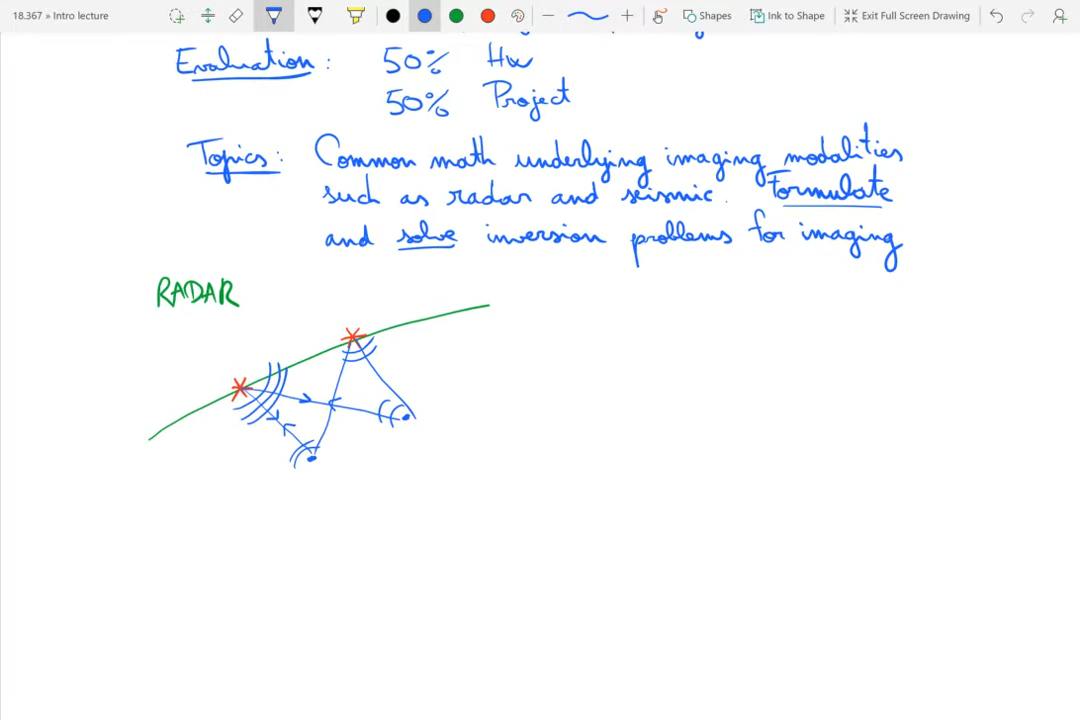 18.367 » Intro lecture
Shapes
Ink to Shape
Exit Full Screen Drawing
Evaluation : 50% Hw
50% Project
Topics : Common math underlying imaging modalities
such as radar and seismic. Formulate
and solve inversion problems for imaging
RADAR